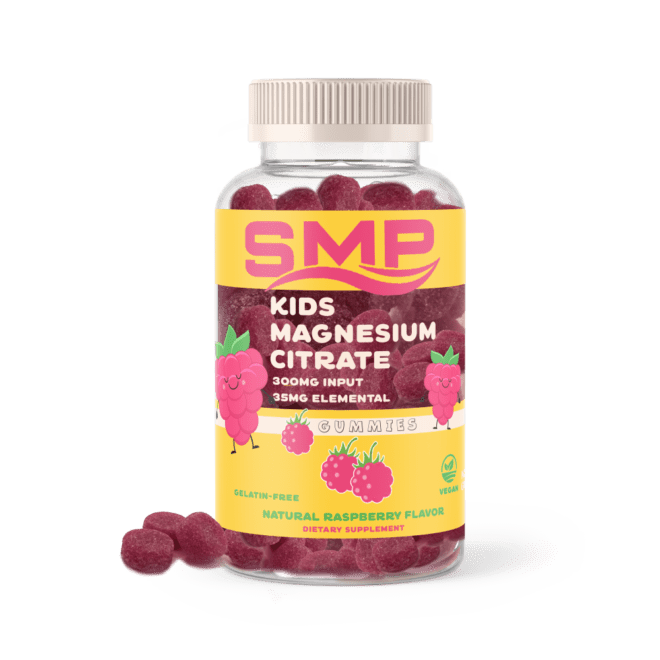 SMP
KIDS
MAGNESIUM
CITRATE
300MG INPUT
35MG ELEMENTAL
GUMMIES
GELATIN-FREE
VEGAN
NATURAL RASPBERRY FLAVOR
DIETARY SUPPLEMENT